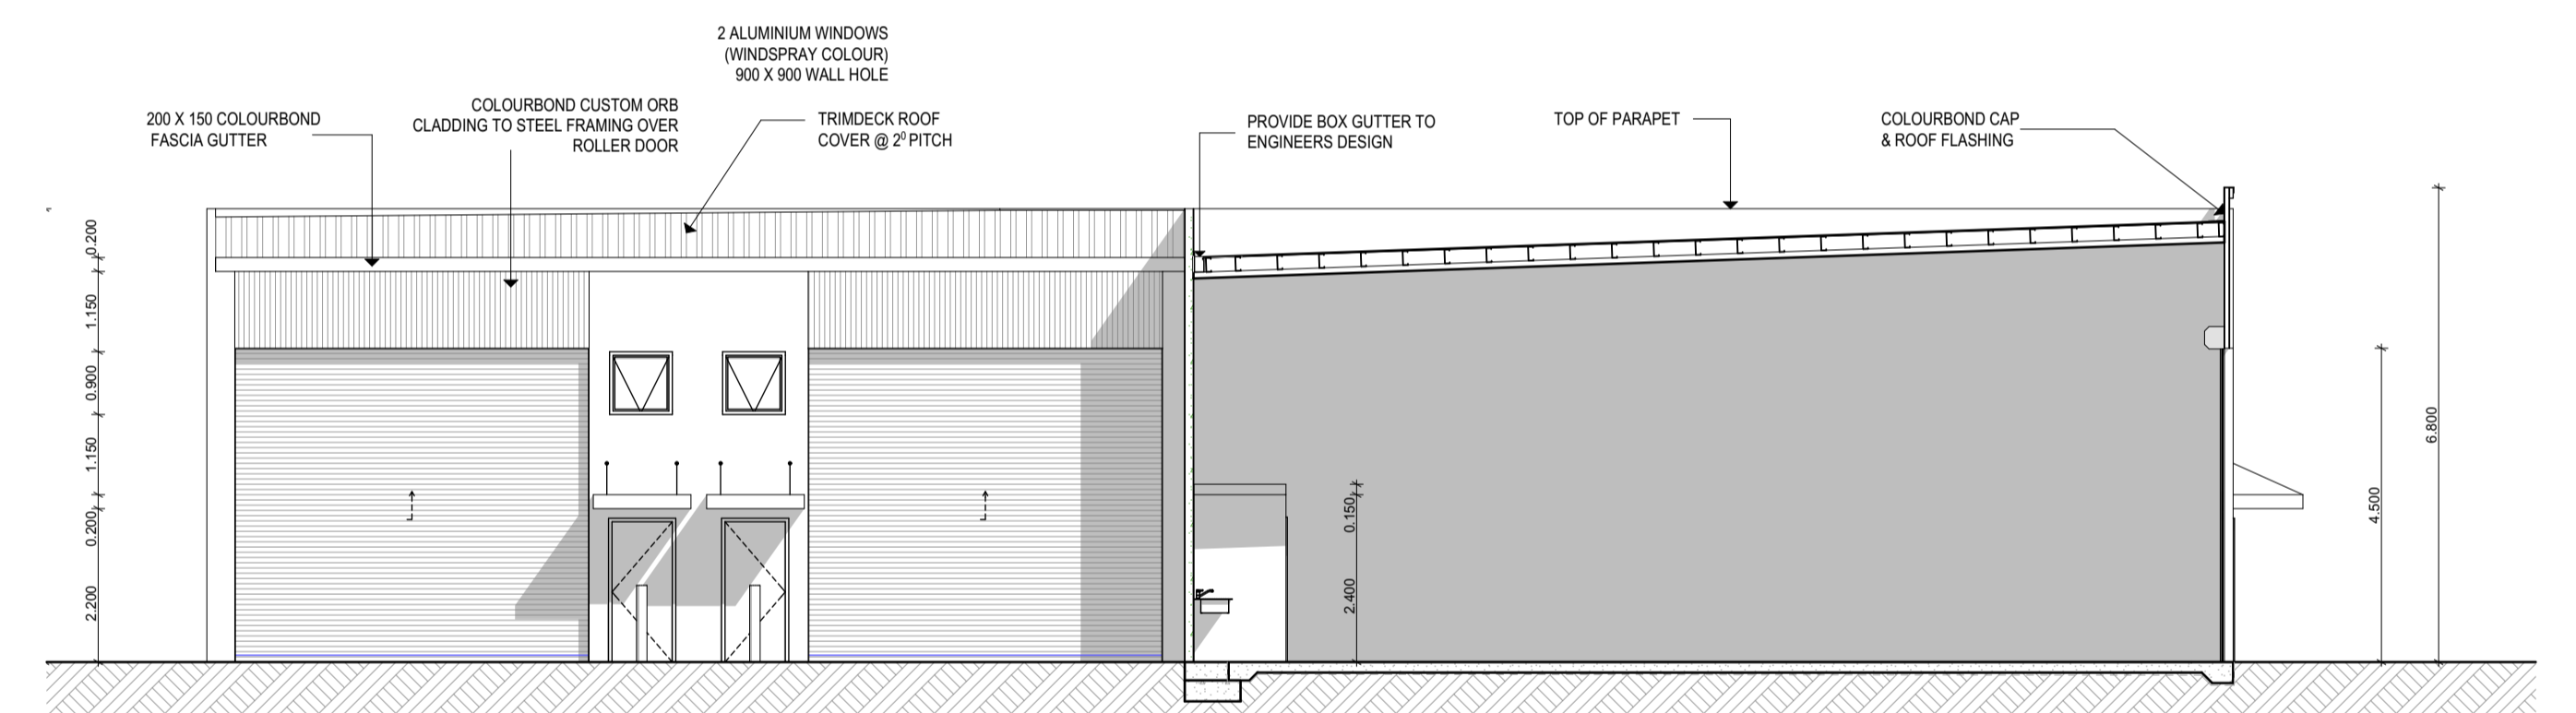 2 ALUMINIUM WINDOWS
(WINDSPRAY COLOUR)
900 X 900 WALL HOLE
200 X 150 COLOURBOND
FASCIA GUTTER
COLOURBOND CUSTOM ORB
CLADDING TO STEEL FRAMING OVER
ROLLER DOOR
TRIMDECK ROOF
COVER @ 2⁰ PITCH
PROVIDE BOX GUTTER TO
ENGINEERS DESIGN
TOP OF PARAPET
COLOURBOND CAP
& ROOF FLASHING
0.200
1.150
0.900
1.150
0.200
2.200
0.150
2.400
4.500
6.800